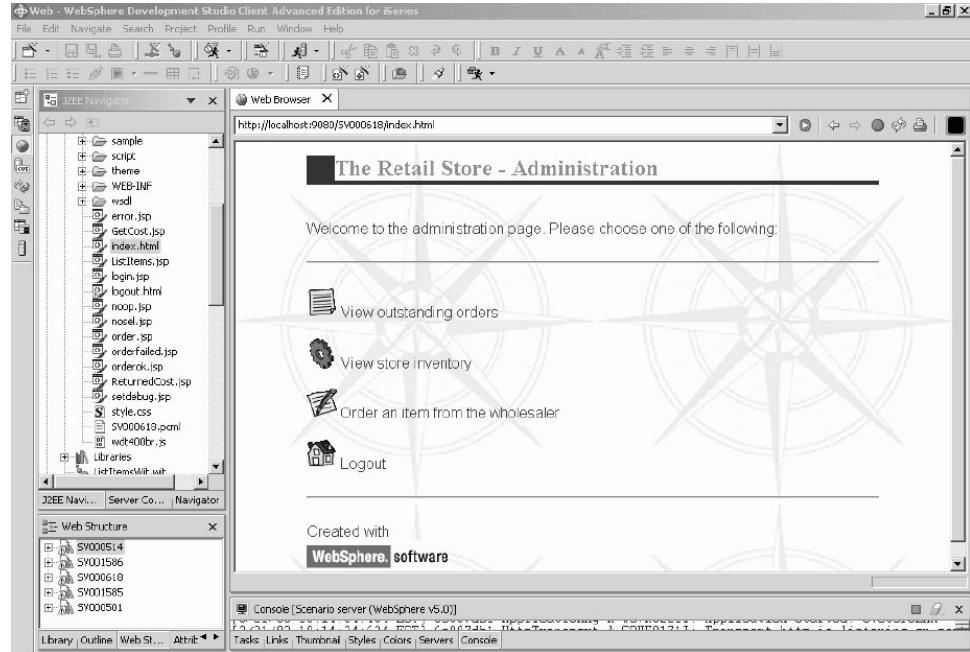 Web - WebSphere Development Studio Client Advanced Edition for iSeries
File Edit Navigate Search Project Profile Run Window Help
J2EE Navigator
Web Browser
http://localhost:9080/SV000618/index.html
sample
script
theme
WEB-INF
wsdl
error.jsp
GetCost.jsp
index.html
ListItems.jsp
login.jsp
logout.html
noop.jsp
nosel.jsp
order.jsp
orderfailed.jsp
orderok.jsp
ReturnedCost.jsp
setdebug.jsp
style.css
SV000618.pcml
wdt400br.js
Libraries
ListItemsWit.wit
J2EE Navi... Server Co... Navigator
The Retail Store - Administration
Welcome to the administration page. Please choose one of the following:
View outstanding orders
View store inventory
Order an item from the wholesaler
Logout
Created with
WebSphere. software
Web Structure
SV000514
SV001586
SV000618
SV001585
SV000501
Library Outline Web St... Attrib
Console [Scenario server (WebSphere v5.0)]
Tasks Links Thumbnai Styles Colors Servers Console